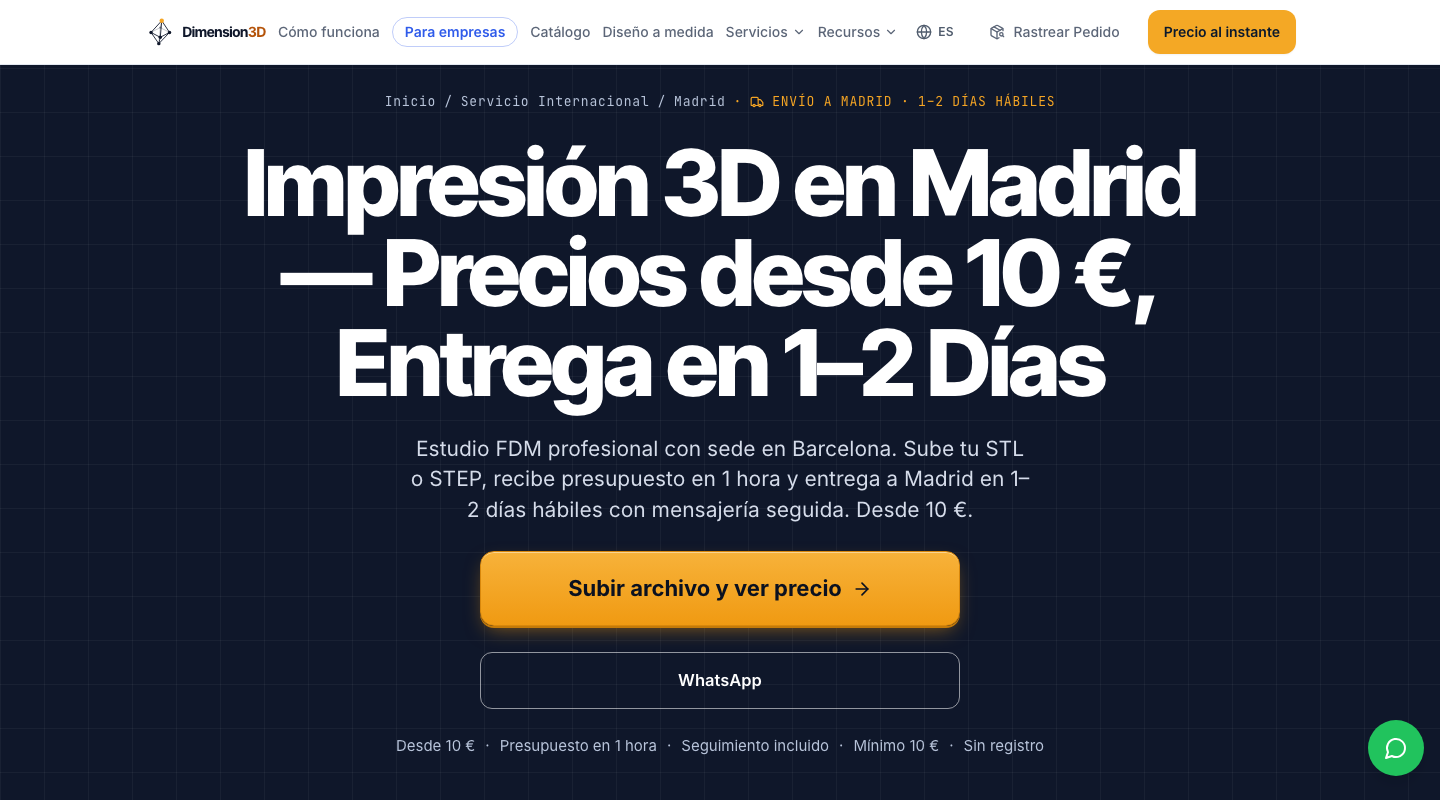 Dimension3D Cómo funciona Para empresas Catálogo Diseño a medida Servicios Recursos ES Rastrear Pedido Precio al instante
Inicio / Servicio Internacional / Madrid · ENVÍO A MADRID · 1–2 DÍAS HÁBILES
Impresión 3D en Madrid
— Precios desde 10 €,
Entrega en 1–2 Días
Estudio FDM profesional con sede en Barcelona. Sube tu STL
o STEP, recibe presupuesto en 1 hora y entrega a Madrid en 1–
2 días hábiles con mensajería seguida. Desde 10 €.
Subir archivo y ver precio
WhatsApp
Desde 10 € · Presupuesto en 1 hora · Seguimiento incluido · Mínimo 10 € · Sin registro